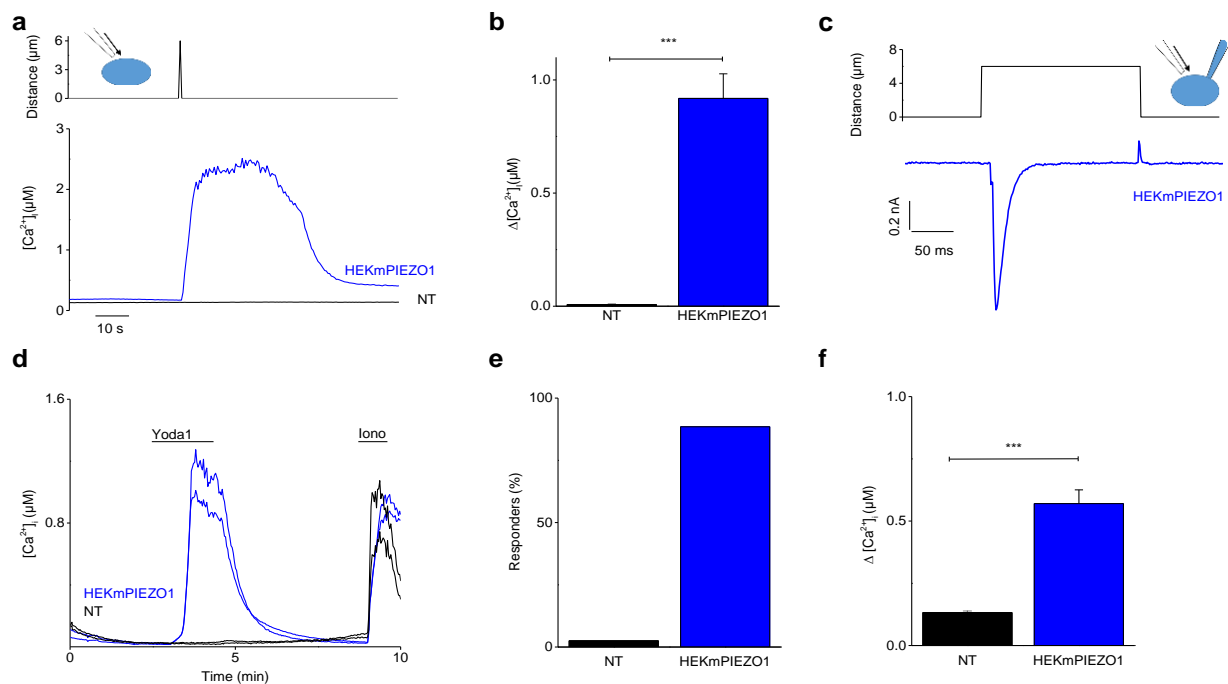 a
6
3
0
Distance (µm)
3
2
1
0
[Ca²⁺]ᵢ (µM)
HEKmPIEZO1
NT
10 s
b
***
1.0
0.5
0.0
Δ[Ca²⁺]ᵢ(µM)
NT HEKmPIEZO1
c
8
4
0
Distance (µm)
HEKmPIEZO1
0.2 nA
50 ms
d
1.6
0.8
[Ca²⁺]ᵢ (µM)
Yoda1 Iono
HEKmPIEZO1
NT
0 5 10
Time (min)
e
100
50
0
Responders (%)
NT HEKmPIEZO1
f
1.0
0.5
0.0
Δ [Ca²⁺]ᵢ (µM)
***
NT HEKmPIEZO1